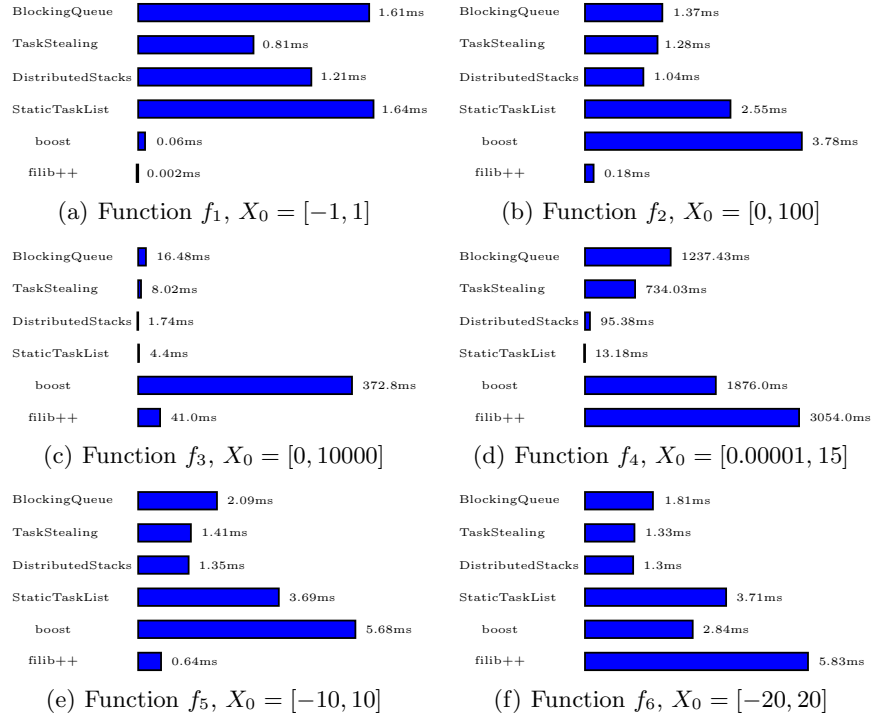 BlockingQueue 1.61ms
TaskStealing 0.81ms
DistributedStacks 1.21ms
StaticTaskList 1.64ms
boost 0.06ms
filib++ 0.002ms
(a) Function f₁, X₀ = [−1, 1]
BlockingQueue 1.37ms
TaskStealing 1.28ms
DistributedStacks 1.04ms
StaticTaskList 2.55ms
boost 3.78ms
filib++ 0.18ms
(b) Function f₂, X₀ = [0, 100]
BlockingQueue 16.48ms
TaskStealing 8.02ms
DistributedStacks 1.74ms
StaticTaskList 4.4ms
boost 372.8ms
filib++ 41.0ms
(c) Function f₃, X₀ = [0, 10000]
BlockingQueue 1237.43ms
TaskStealing 734.03ms
DistributedStacks 95.38ms
StaticTaskList 13.18ms
boost 1876.0ms
filib++ 3054.0ms
(d) Function f₄, X₀ = [0.00001, 15]
BlockingQueue 2.09ms
TaskStealing 1.41ms
DistributedStacks 1.35ms
StaticTaskList 3.69ms
boost 5.68ms
filib++ 0.64ms
(e) Function f₅, X₀ = [−10, 10]
BlockingQueue 1.81ms
TaskStealing 1.33ms
DistributedStacks 1.3ms
StaticTaskList 3.71ms
boost 2.84ms
filib++ 5.83ms
(f) Function f₆, X₀ = [−20, 20]